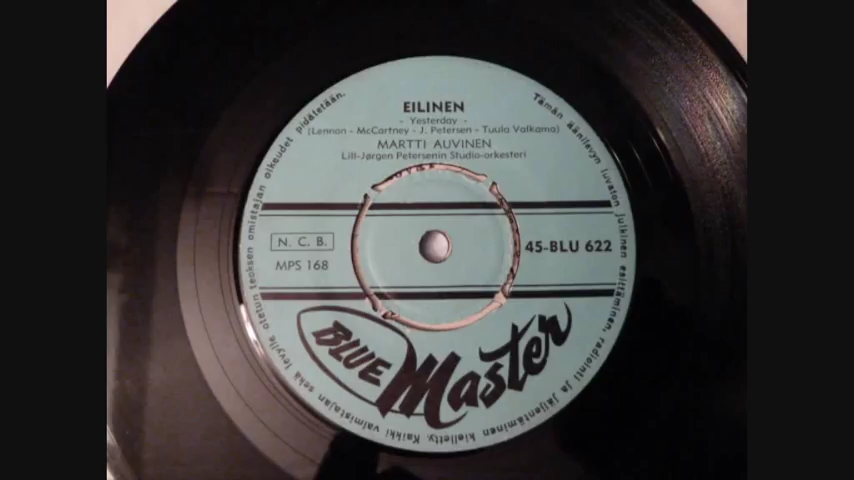 EILINEN
- Yesterday -
(Lennon - McCartney - J. Petersen - Tuula Valkama)
MARTTI AUVINEN
Lill-Jørgen Petersenin Studio-orkesteri
N. C. B.
MPS 168
45-BLU 622
BLUE Master
Tämän äänilevyn luvaton julkinen esittäminen, radiointi ja jäljentäminen kielletty. Kaikki valmistajan sekä levylle otetun teoksen omistajan oikeudet pidätetään.